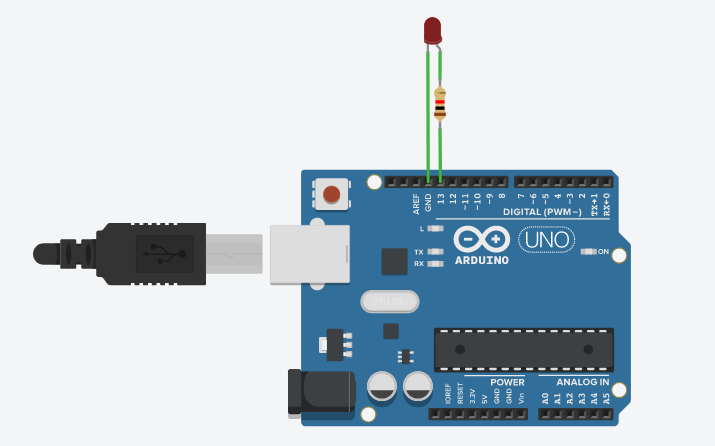 AREF
GND
13
12
~11
~10
~9
8
7
~6
~5
4
~3
2
TX→1
RX←0
DIGITAL (PWM~)
L
TX
RX
ARDUINO
UNO
ON
POWER
ANALOG IN
IOREF
RESET
3.3V
5V
GND
GND
Vin
A0
A1
A2
A3
A4
A5